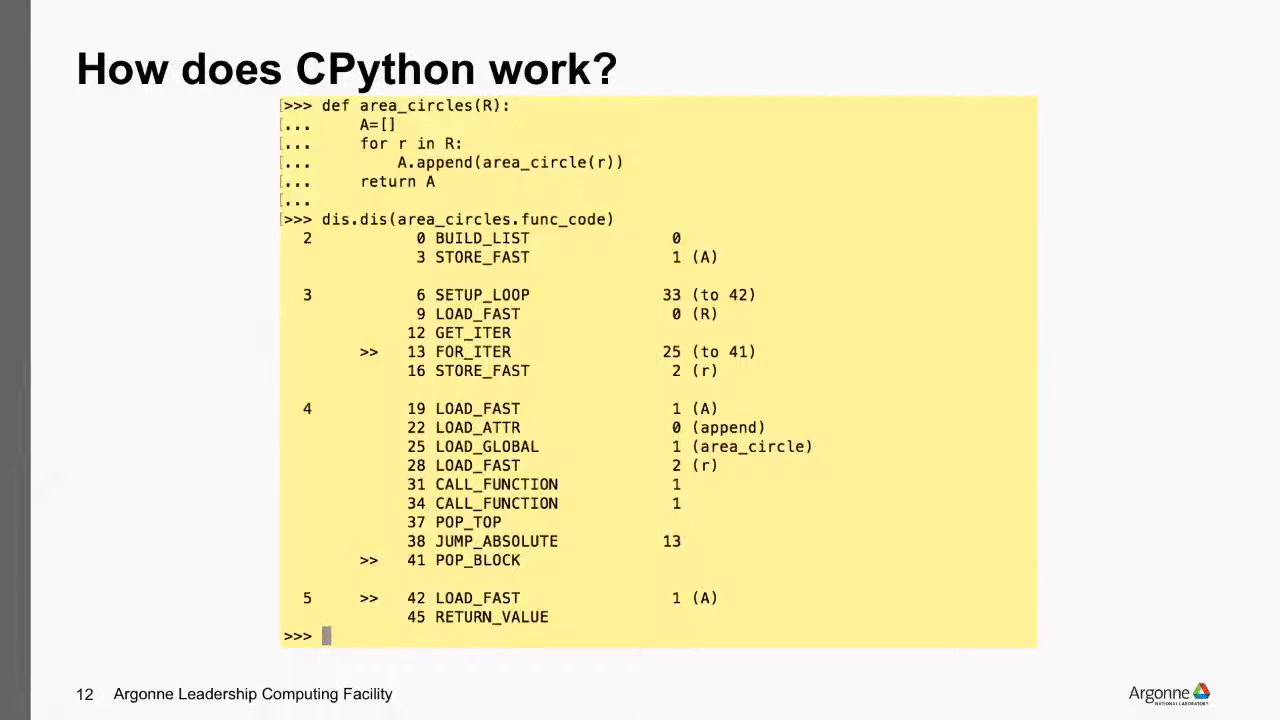 How does CPython work?
[>>> def area_circles(R):
[...     A=[]
[...     for r in R:
[...         A.append(area_circle(r))
[...     return A
[...
[>>> dis.dis(area_circles.func_code)
  2           0 BUILD_LIST               0
              3 STORE_FAST               1 (A)
  3           6 SETUP_LOOP              33 (to 42)
              9 LOAD_FAST                0 (R)
             12 GET_ITER
        >>   13 FOR_ITER                25 (to 41)
             16 STORE_FAST               2 (r)
  4          19 LOAD_FAST                1 (A)
             22 LOAD_ATTR                0 (append)
             25 LOAD_GLOBAL              1 (area_circle)
             28 LOAD_FAST                2 (r)
             31 CALL_FUNCTION            1
             34 CALL_FUNCTION            1
             37 POP_TOP
             38 JUMP_ABSOLUTE           13
        >>   41 POP_BLOCK
  5     >>   42 LOAD_FAST                1 (A)
             45 RETURN_VALUE
>>>
12 Argonne Leadership Computing Facility
Argonne
NATIONAL LABORATORY